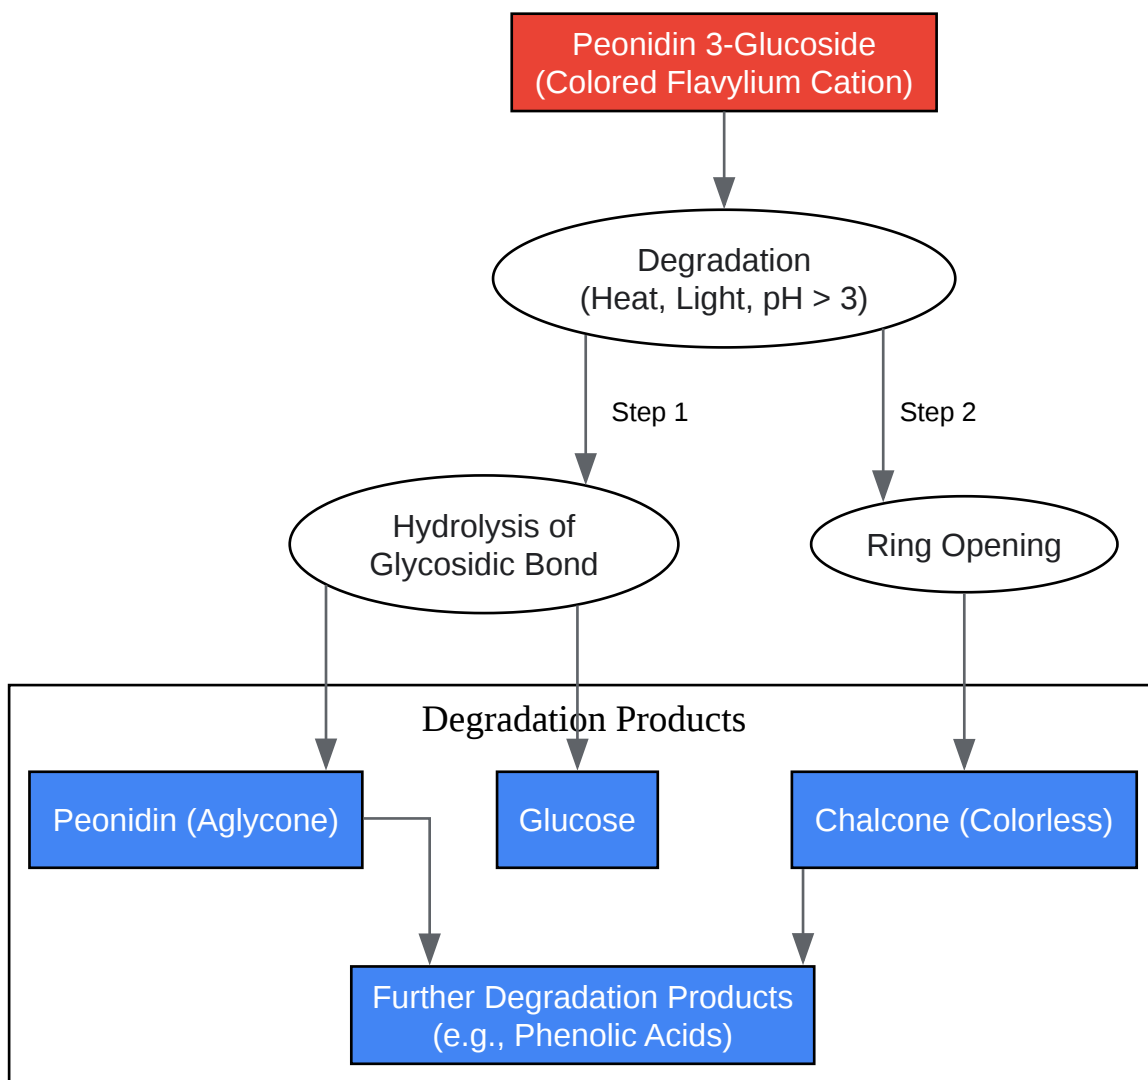 Peonidin 3-Glucoside
(Colored Flavylium Cation)
Degradation
(Heat, Light, pH > 3)
Step 1
Step 2
Hydrolysis of
Glycosidic Bond
Ring Opening
Degradation Products
Peonidin (Aglycone)
Glucose
Chalcone (Colorless)
Further Degradation Products
(e.g., Phenolic Acids)